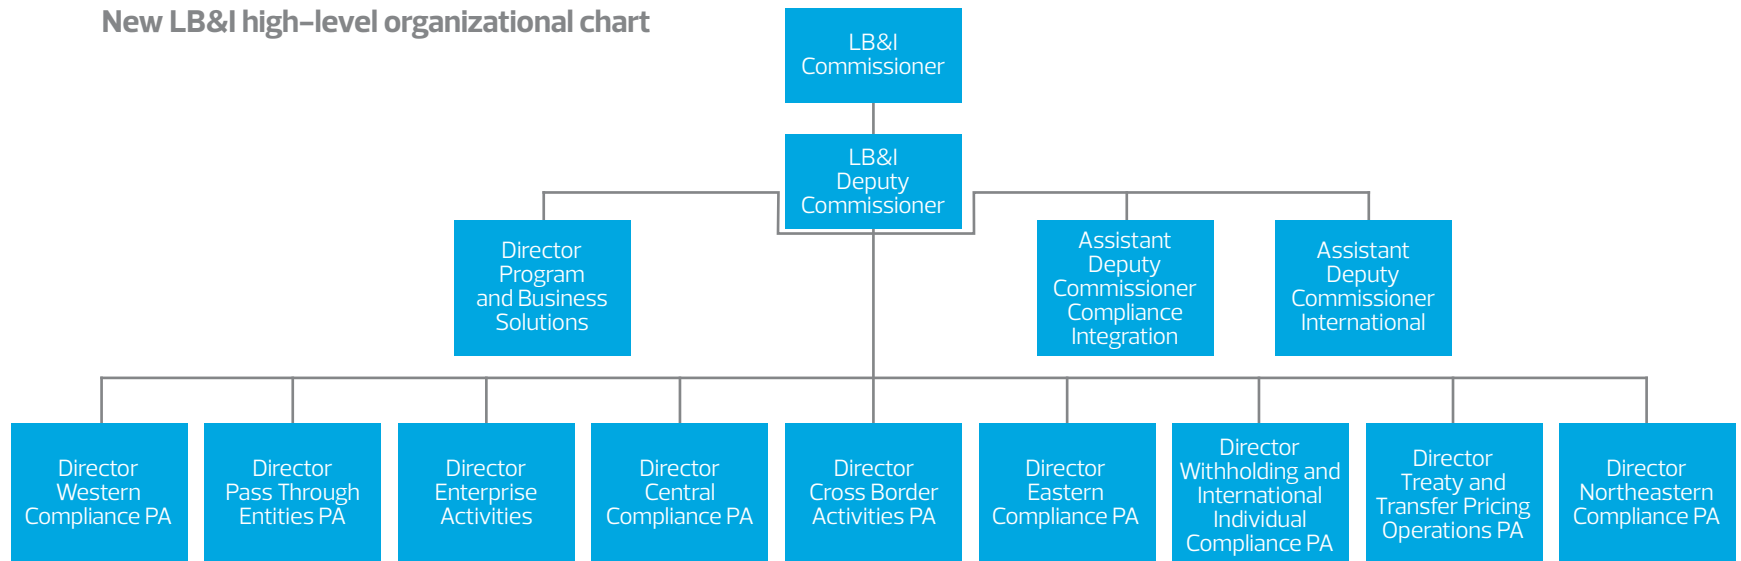 New LB&I high-level organizational chart
LB&I
Commissioner
LB&I
Deputy
Commissioner
Director
Program
and Business
Solutions
Assistant
Deputy
Commissioner
Compliance
Integration
Assistant
Deputy
Commissioner
International
Director
Western
Compliance PA
Director
Pass Through
Entities PA
Director
Enterprise
Activities
Director
Central
Compliance PA
Director
Cross Border
Activities PA
Director
Eastern
Compliance PA
Director
Withholding and
International
Individual
Compliance PA
Director
Treaty and
Transfer Pricing
Operations PA
Director
Northeastern
Compliance PA